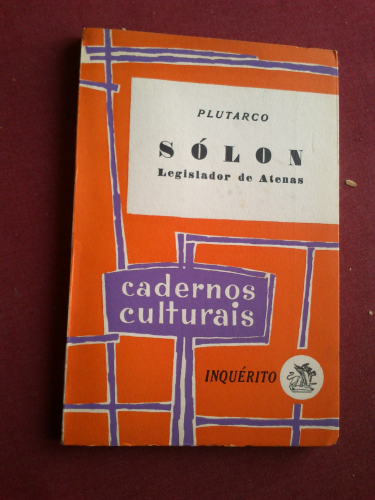 PLUTARCO
SÓLON
Legislador de Atenas
cadernos
culturais
INQUÉRITO